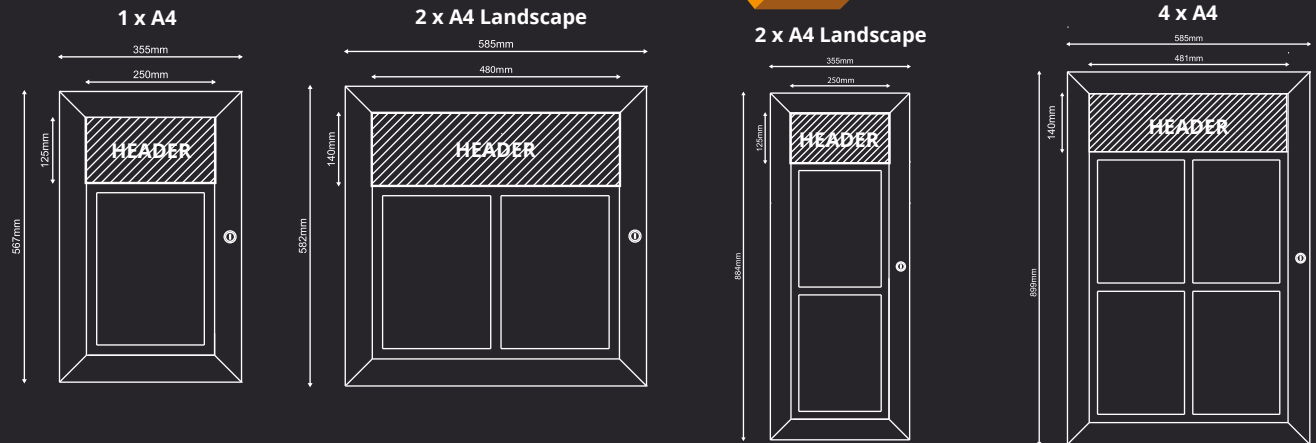 1 x A4
355mm
250mm
125mm
HEADER
567mm
2 x A4 Landscape
585mm
480mm
140mm
HEADER
582mm
2 x A4 Landscape
355mm
250mm
125mm
HEADER
884mm
4 x A4
585mm
481mm
140mm
HEADER
899mm